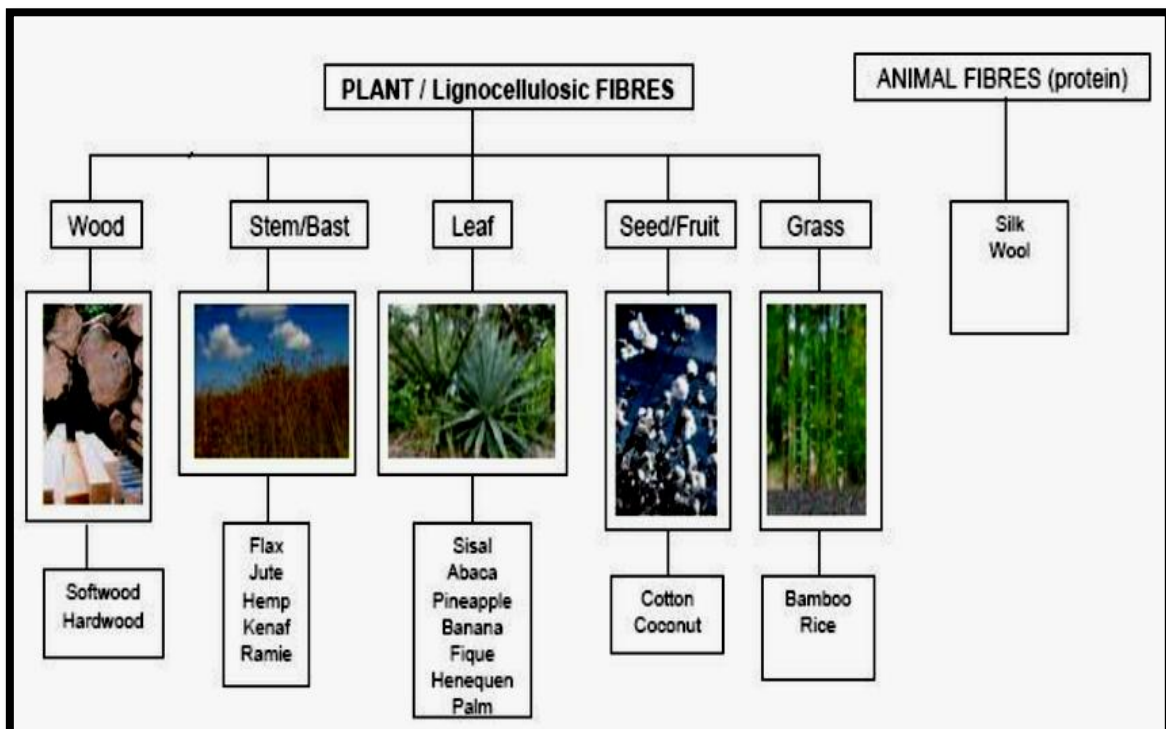 PLANT / Lignocellulosic FIBRES
ANIMAL FIBRES (protein)
Wood
Stem/Bast
Leaf
Seed/Fruit
Grass
Silk
Wool
Softwood
Hardwood
Flax
Jute
Hemp
Kenaf
Ramie
Sisal
Abaca
Pineapple
Banana
Fique
Henequen
Palm
Cotton
Coconut
Bamboo
Rice